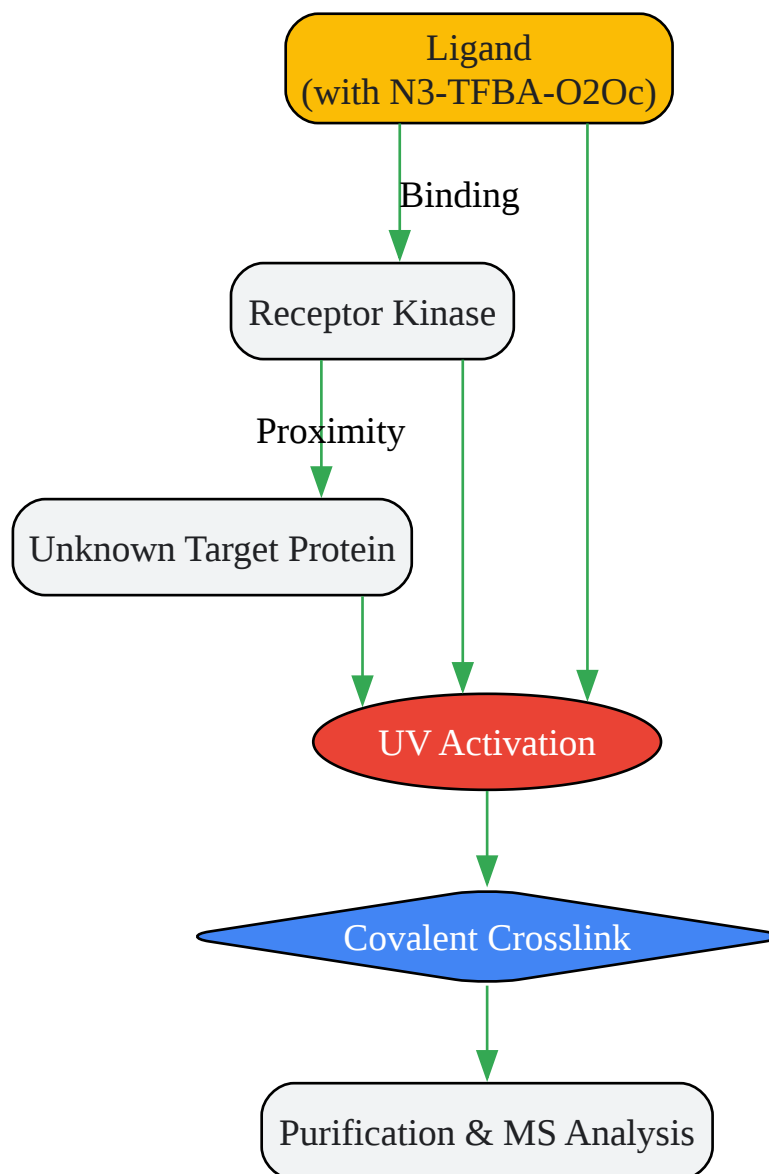 Ligand
(with N3-TFBA-O2Oc)
Binding
Receptor Kinase
Proximity
Unknown Target Protein
UV Activation
Covalent Crosslink
Purification & MS Analysis